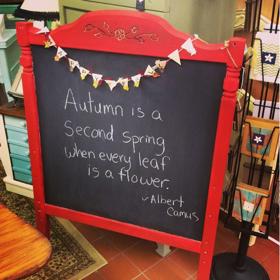 Autumn is a
Second Spring
when every leaf
is a flower.
~Albert
Camus